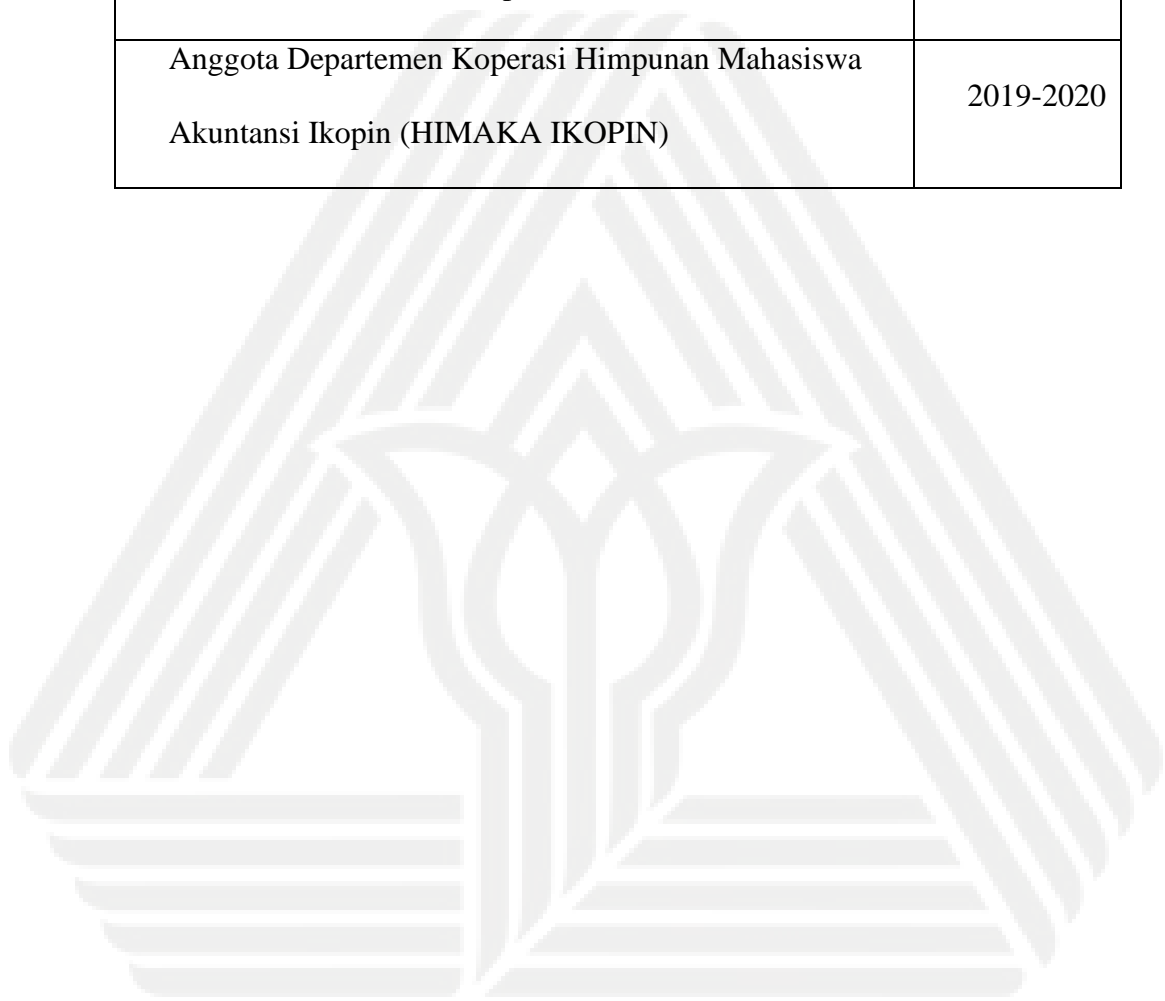 Anggota Departemen Koperasi Himpunan Mahasiswa
2019-2020
Akuntansi Ikopin (HIMAKA IKOPIN)